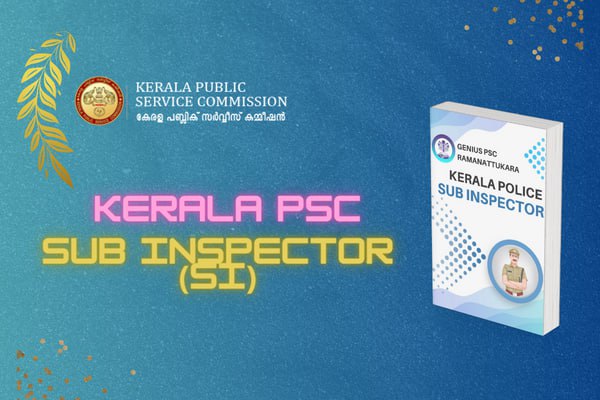 KERALA PUBLIC
SERVICE COMMISSION
കേരള പബ്ലിക് സർവ്വീസ് കമ്മീഷൻ
KERALA PSC
SUB INSPECTOR
(SI)
GENIUS PSC
RAMANATTUKARA
KERALA POLICE
SUB INSPECTOR